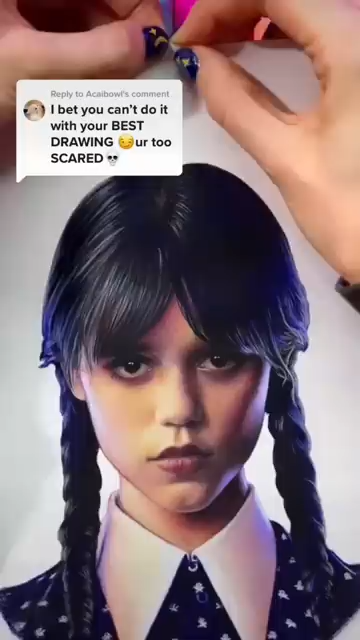 Reply to Acaibowl's comment
I bet you can't do it
with your BEST
DRAWING 😏ur too
SCARED💀